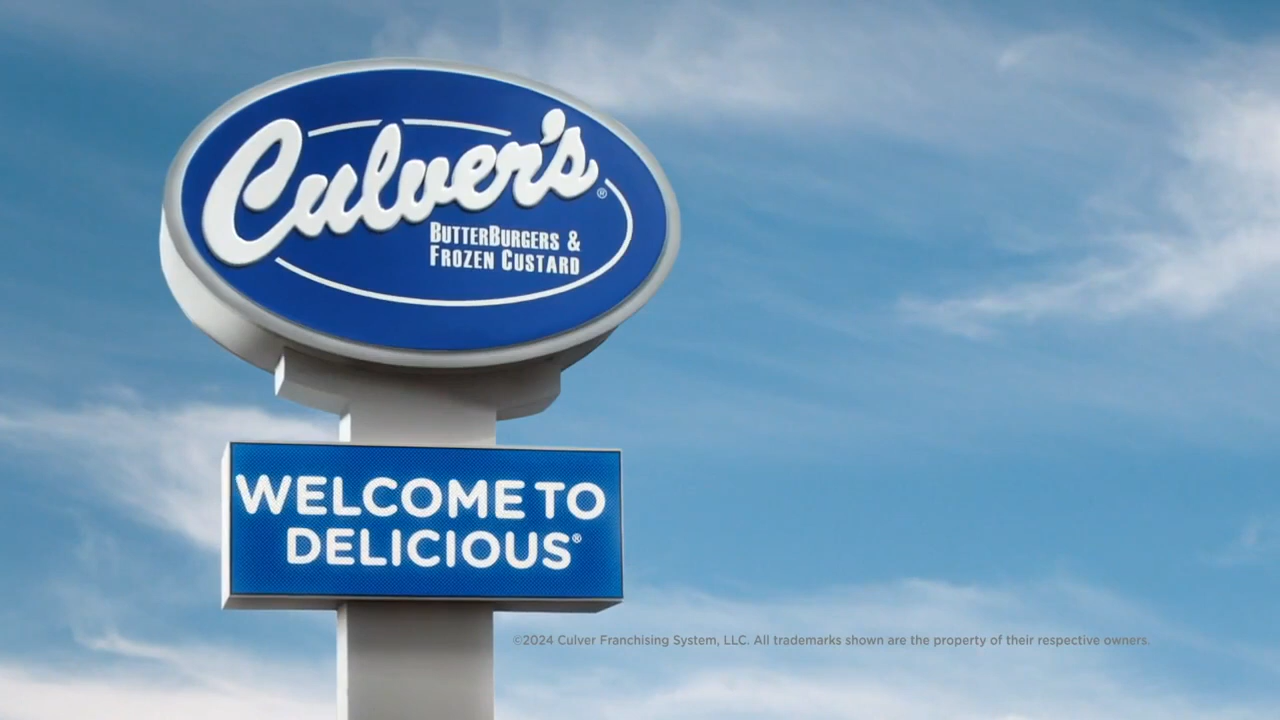 Culver's®
BUTTERBURGERS &
FROZEN CUSTARD
WELCOME TO
DELICIOUS®
©2024 Culver Franchising System, LLC. All trademarks shown are the property of their respective owners.